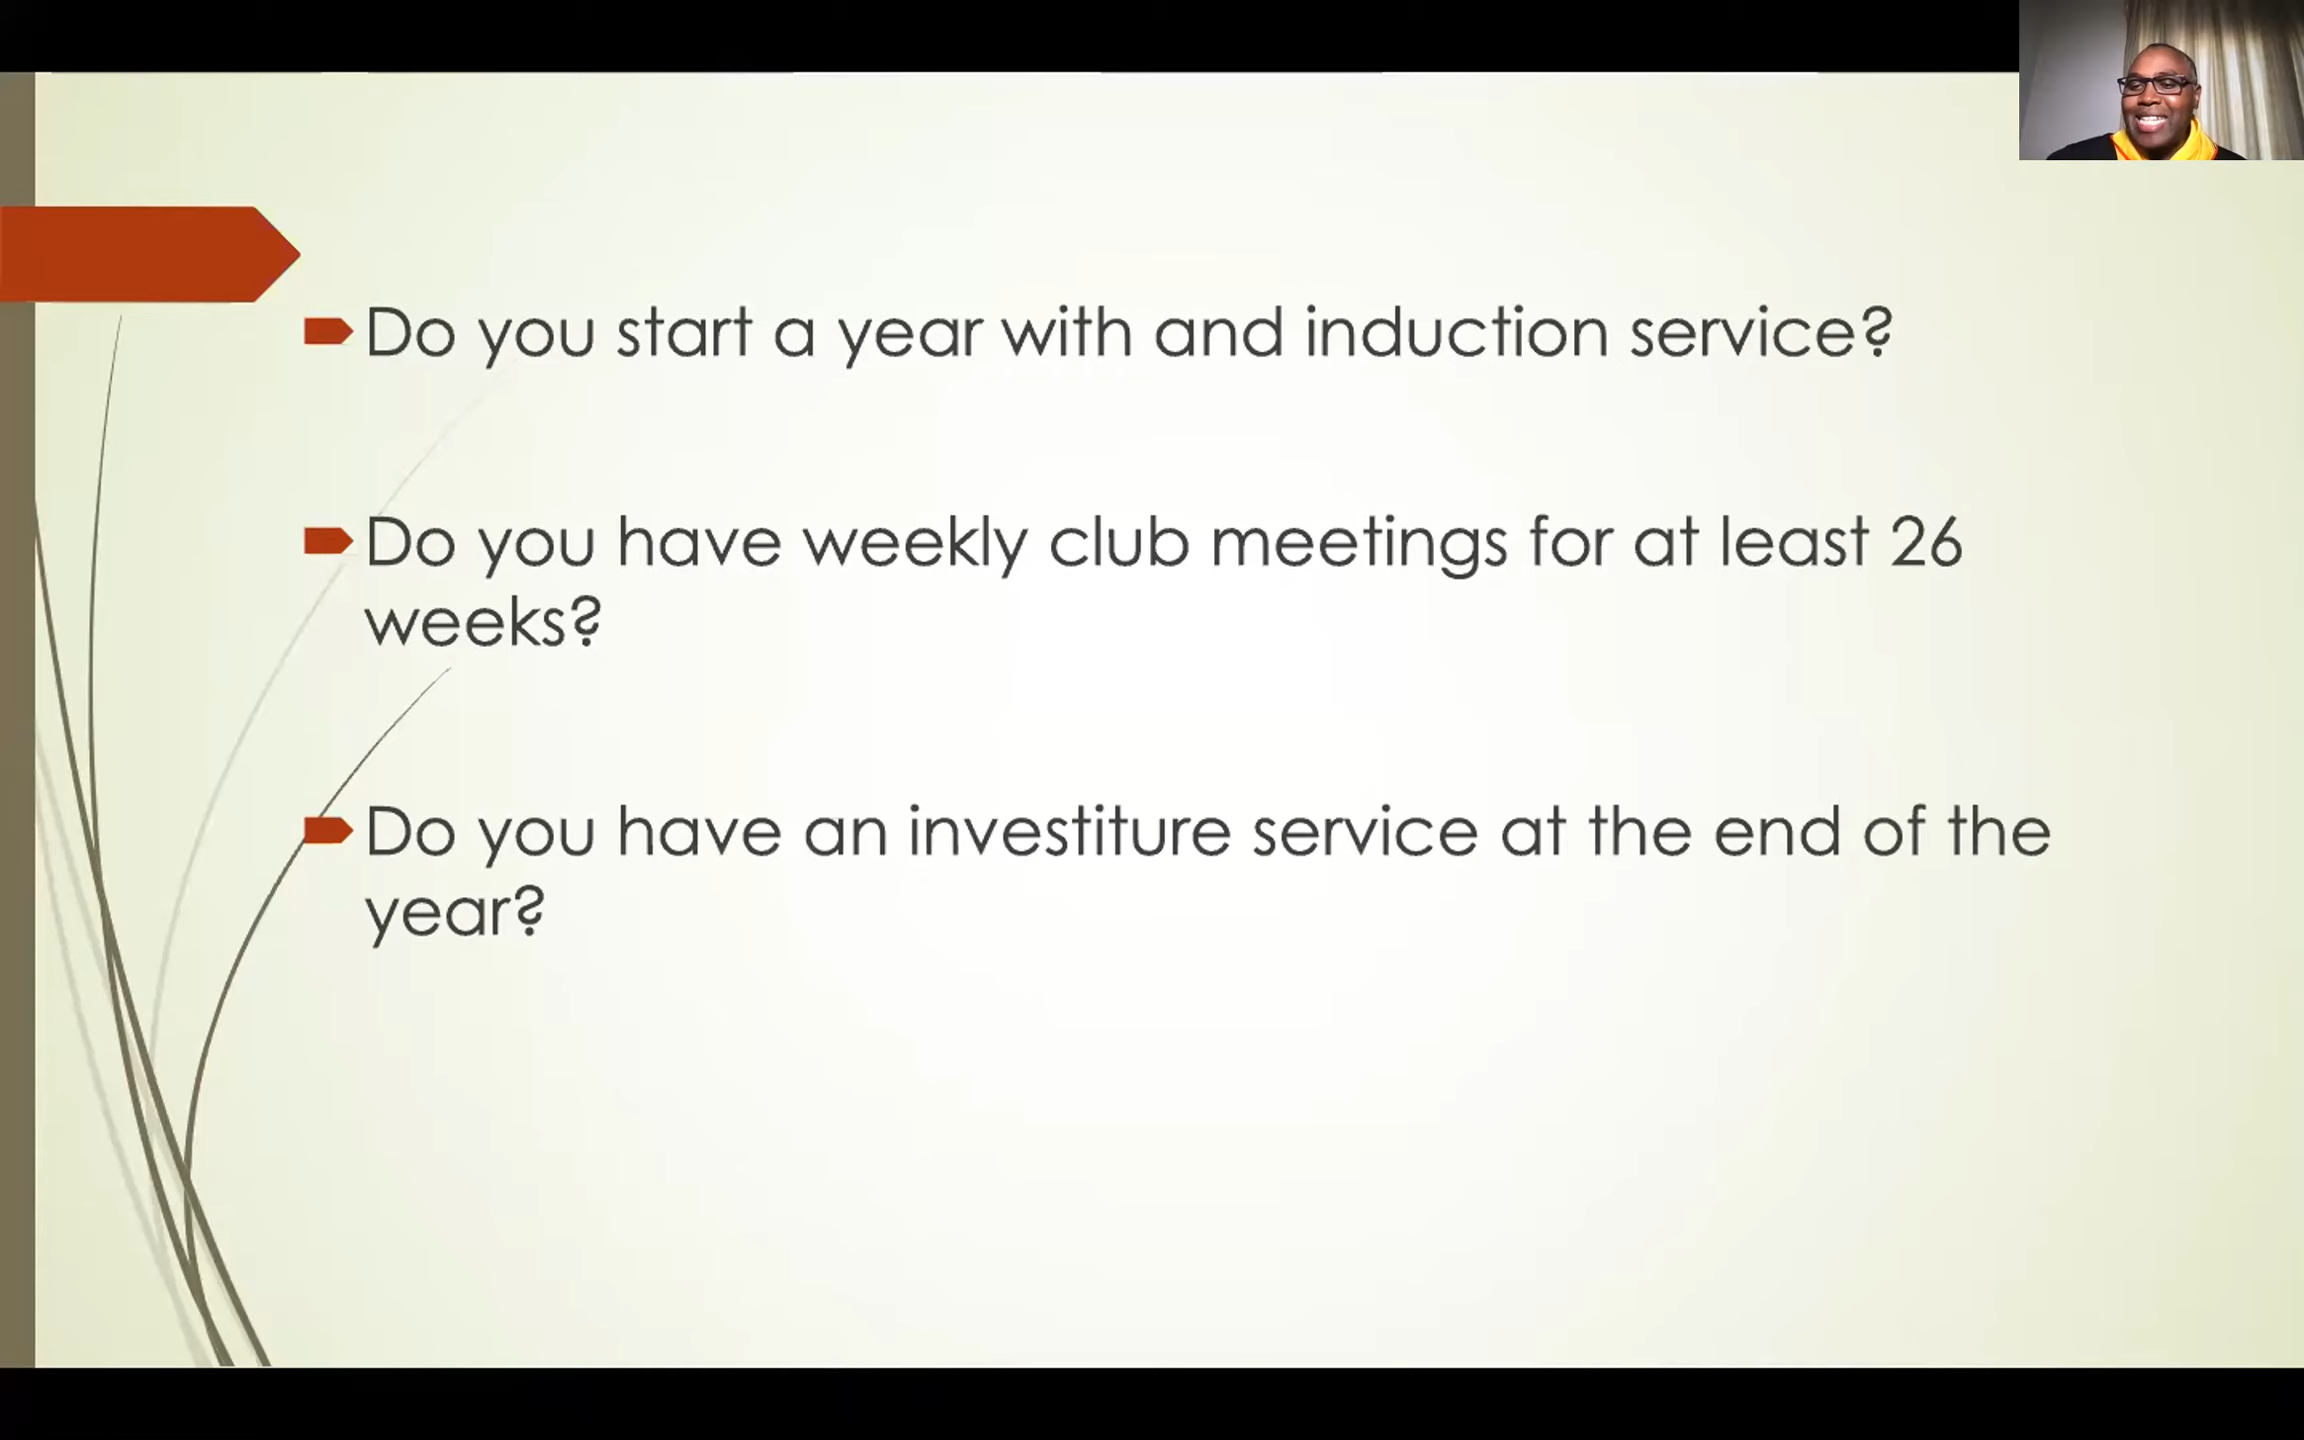 Do you start a year with and induction service?
Do you have weekly club meetings for at least 26
weeks?
Do you have an investiture service at the end of the
year?